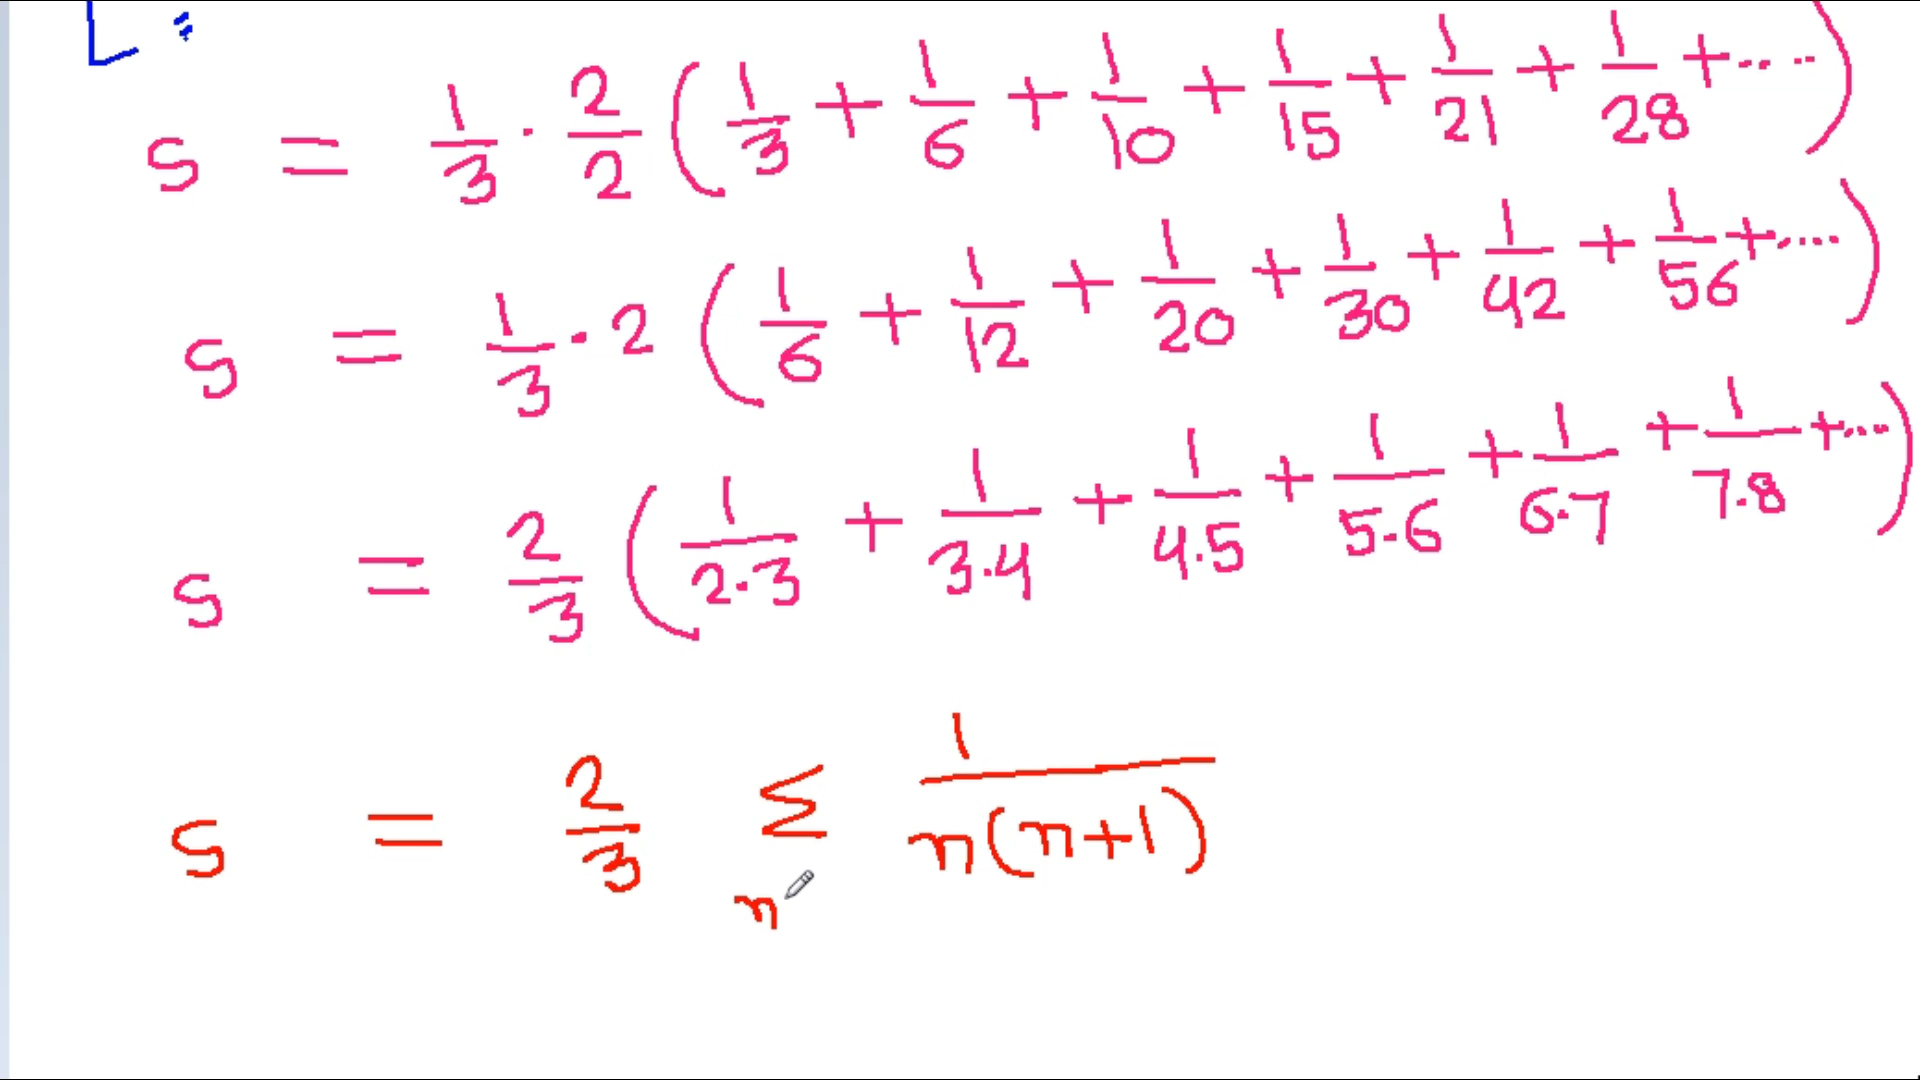 L :
S = 1/3 · 2/2 (1/3 + 1/6 + 1/10 + 1/15 + 1/21 + 1/28 + ....)
S = 1/3 · 2 (1/6 + 1/12 + 1/20 + 1/30 + 1/42 + 1/56 + ....)
S = 2/3 (1/2·3 + 1/3·4 + 1/4·5 + 1/5·6 + 1/6·7 + 1/7·8 + ....)
S = 2/3 Σ 1/n(n+1)
n